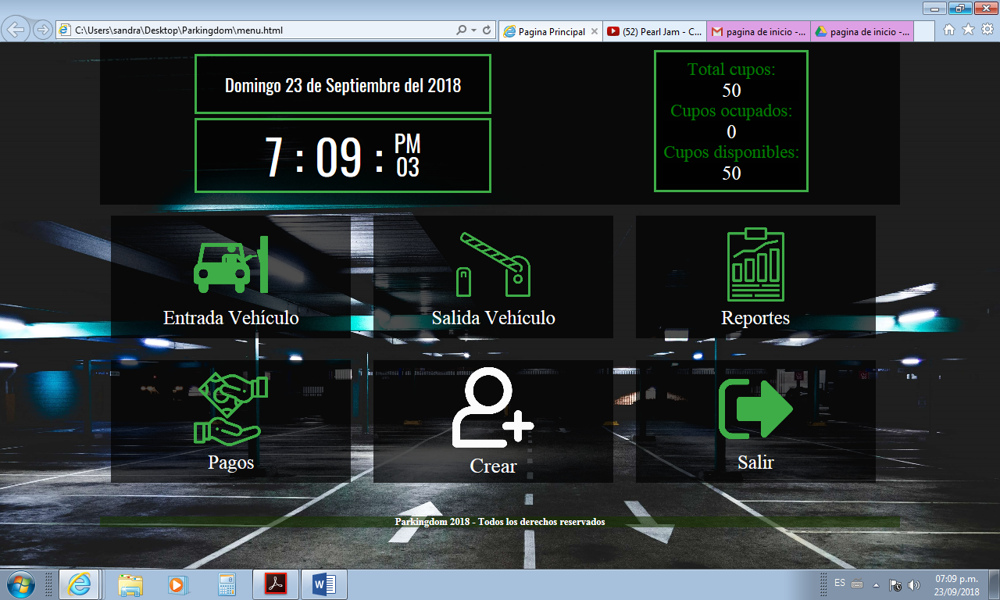 C:\Users\sandra\Desktop\Parkingdom\menu.html
Pagina Principal
(52) Pearl Jam - C...
pagina de inicio -...
pagina de inicio -...
Domingo 23 de Septiembre del 2018
7 : 09 : PM
03
Total cupos:
50
Cupos ocupados:
0
Cupos disponibles:
50
Entrada Vehículo
Salida Vehículo
Reportes
Pagos
Crear
Salir
Parkingdom 2018 - Todos los derechos reservados
ES
07:09 p.m.
23/09/2018